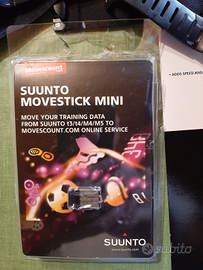 Movescount
SUUNTO
MOVESTICK MINI
MOVE YOUR TRAINING DATA
FROM SUUNTO t3/t4/M4/M5 TO
MOVESCOUNT.COM ONLINE SERVICE
• ADDS SPEED AND
SUUNTO
subito